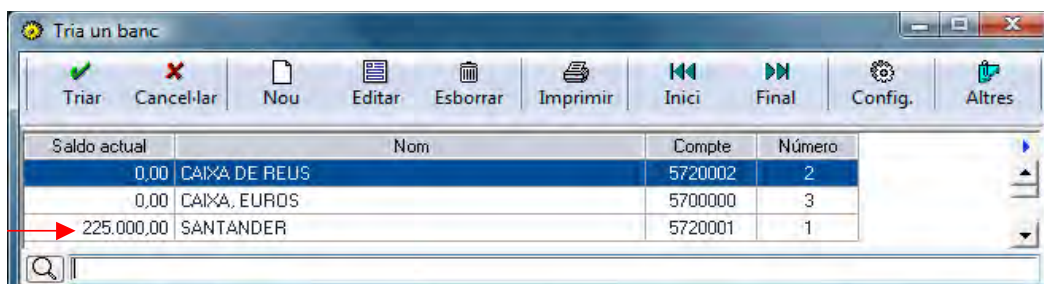 Tria un banc
Triar Cancel·lar Nou Editar Esborrar Imprimir Inici Final Config. Altres
Saldo actual Nom Compte Número
0,00 CAIXA DE REUS 5720002 2
0,00 CAIXA, EUROS 5700000 3
225.000,00 SANTANDER 5720001 1